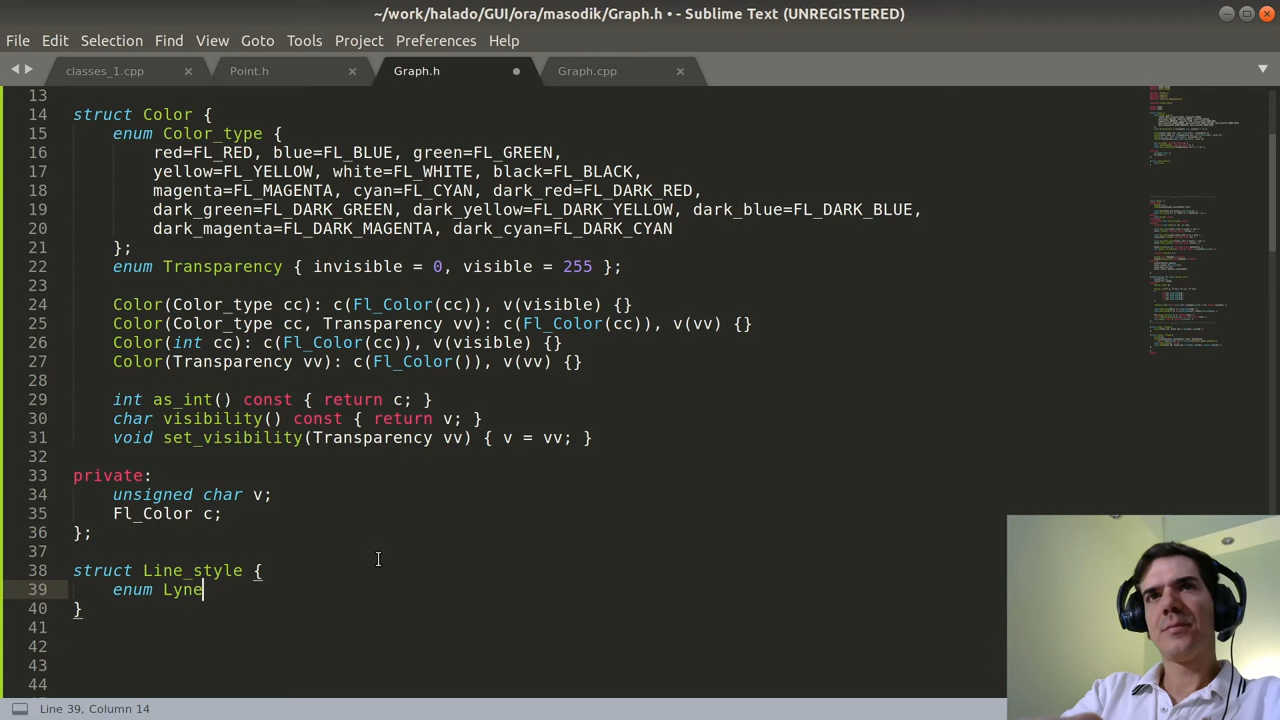 ~/work/halado/GUI/ora/masodik/Graph.h • - Sublime Text (UNREGISTERED)
File Edit Selection Find View Goto Tools Project Preferences Help
classes_1.cpp Point.h Graph.h Graph.cpp
13
14 struct Color {
15 enum Color_type {
16 red=FL_RED, blue=FL_BLUE, green=FL_GREEN,
17 yellow=FL_YELLOW, white=FL_WHITE, black=FL_BLACK,
18 magenta=FL_MAGENTA, cyan=FL_CYAN, dark_red=FL_DARK_RED,
19 dark_green=FL_DARK_GREEN, dark_yellow=FL_DARK_YELLOW, dark_blue=FL_DARK_BLUE,
20 dark_magenta=FL_DARK_MAGENTA, dark_cyan=FL_DARK_CYAN
21 };
22 enum Transparency { invisible = 0, visible = 255 };
23
24 Color(Color_type cc): c(Fl_Color(cc)), v(visible) {}
25 Color(Color_type cc, Transparency vv): c(Fl_Color(cc)), v(vv) {}
26 Color(int cc): c(Fl_Color(cc)), v(visible) {}
27 Color(Transparency vv): c(Fl_Color()), v(vv) {}
28
29 int as_int() const { return c; }
30 char visibility() const { return v; }
31 void set_visibility(Transparency vv) { v = vv; }
32
33 private:
34 unsigned char v;
35 Fl_Color c;
36 };
37
38 struct Line_style {
39 enum Lyne
40 }
41
42
43
44
Line 39, Column 14